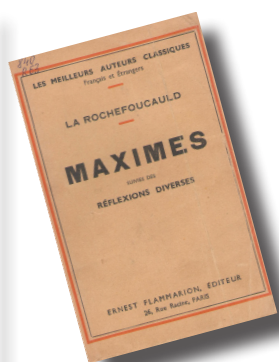 840
LES MEILLEURS AUTEURS CLASSIQUES
Français et Étrangers
LA ROCHEFOUCAULD
MAXIMES
SUIVIES DES
RÉFLEXIONS DIVERSES
ERNEST FLAMMARION, ÉDITEUR
26, Rue Racine, PARIS